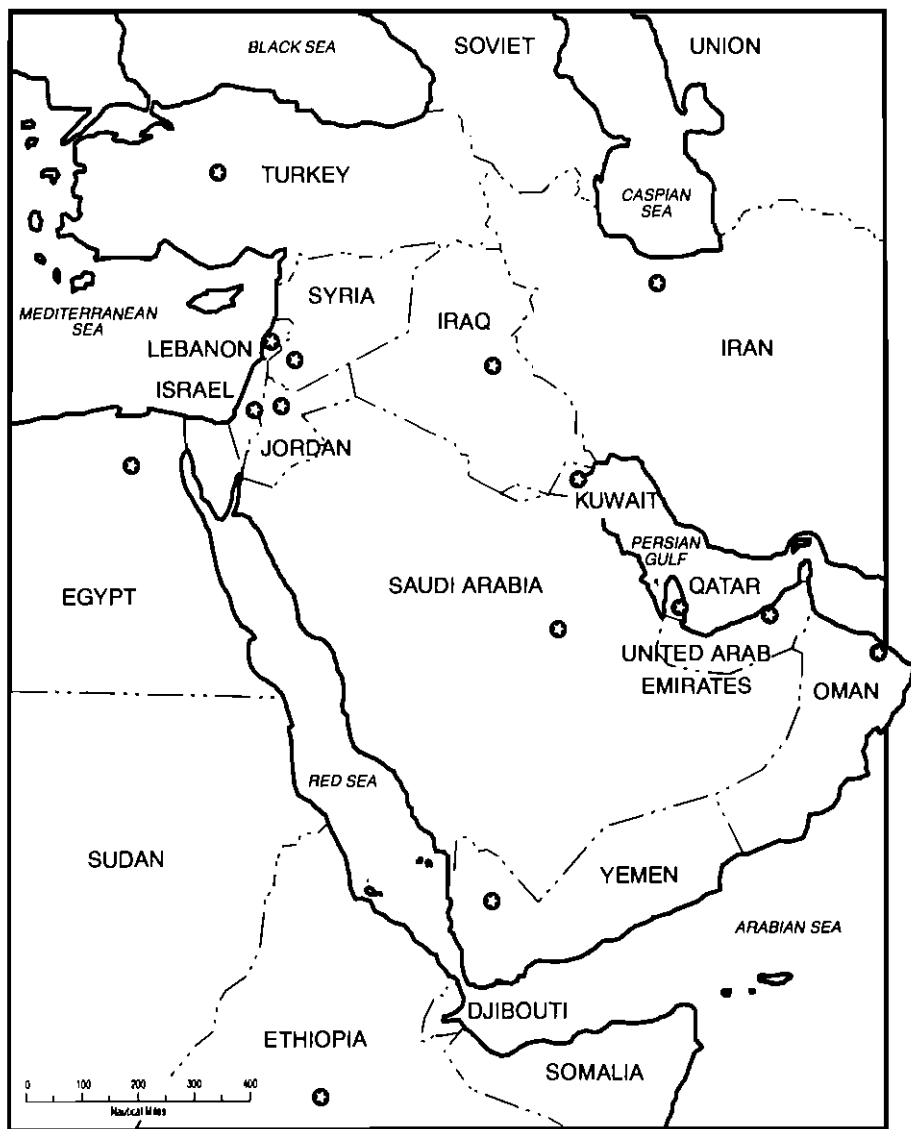 BLACK SEA
SOVIET
UNION
TURKEY
CASPIAN
SEA
SYRIA
MEDITERRANEAN
SEA
IRAQ
LEBANON
IRAN
ISRAEL
JORDAN
KUWAIT
PERSIAN
GULF
EGYPT
SAUDI ARABIA
QATAR
UNITED ARAB
EMIRATES
OMAN
RED SEA
SUDAN
YEMEN
ARABIAN SEA
DJIBOUTI
ETHIOPIA
SOMALIA
0 100 200 300 400
Nautical Miles